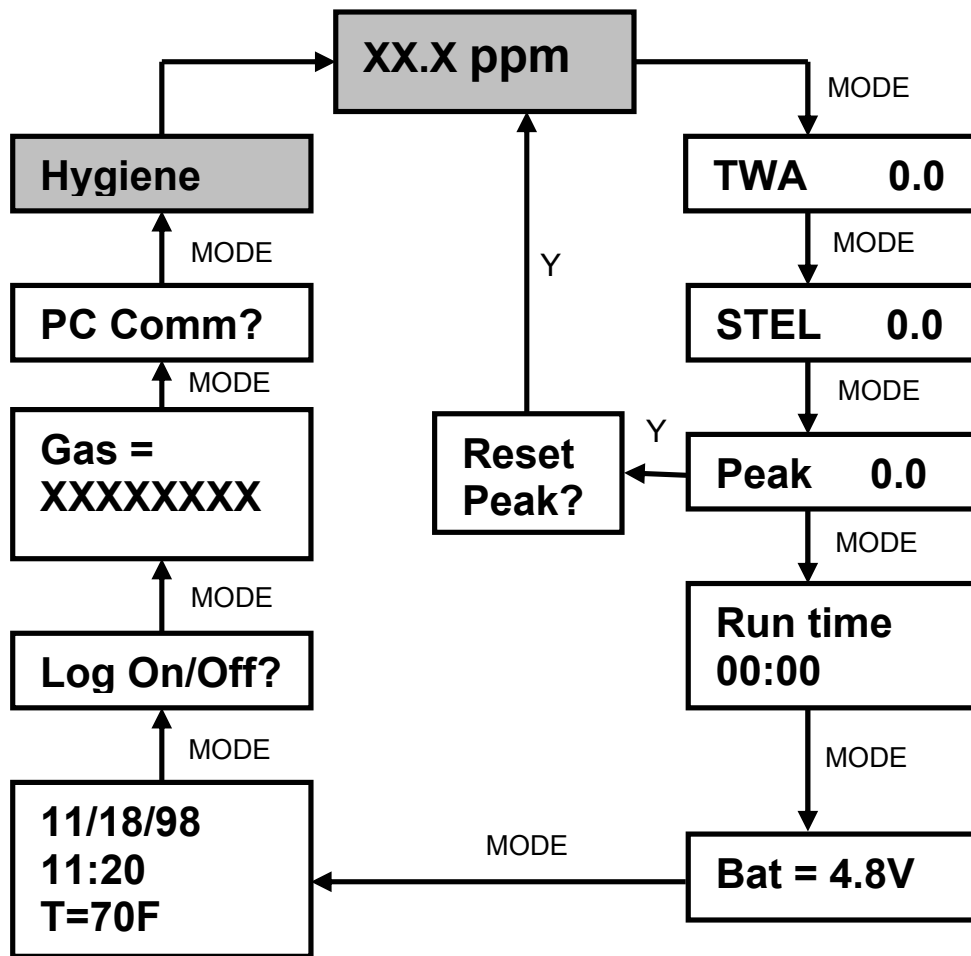 XX.X ppm
MODE
TWA 0.0
MODE
STEL 0.0
MODE
Peak 0.0
Y
Reset
Peak?
Y
MODE
Run time
00:00
MODE
Bat = 4.8V
MODE
11/18/98
11:20
T=70F
MODE
Log On/Off?
MODE
Gas =
XXXXXXXX
MODE
PC Comm?
MODE
Hygiene